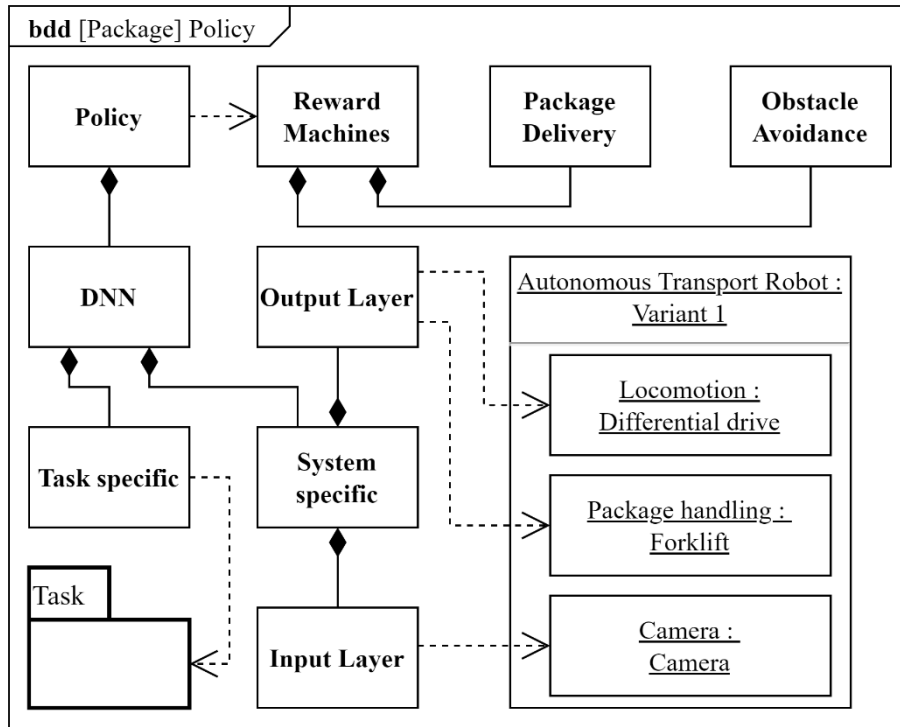 bdd [Package] Policy
Policy
Reward
Machines
Package
Delivery
Obstacle
Avoidance
DNN
Output Layer
Autonomous Transport Robot :
Variant 1
Locomotion :
Differential drive
Task specific
System
specific
Package handling :
Forklift
Task
Input Layer
Camera :
Camera